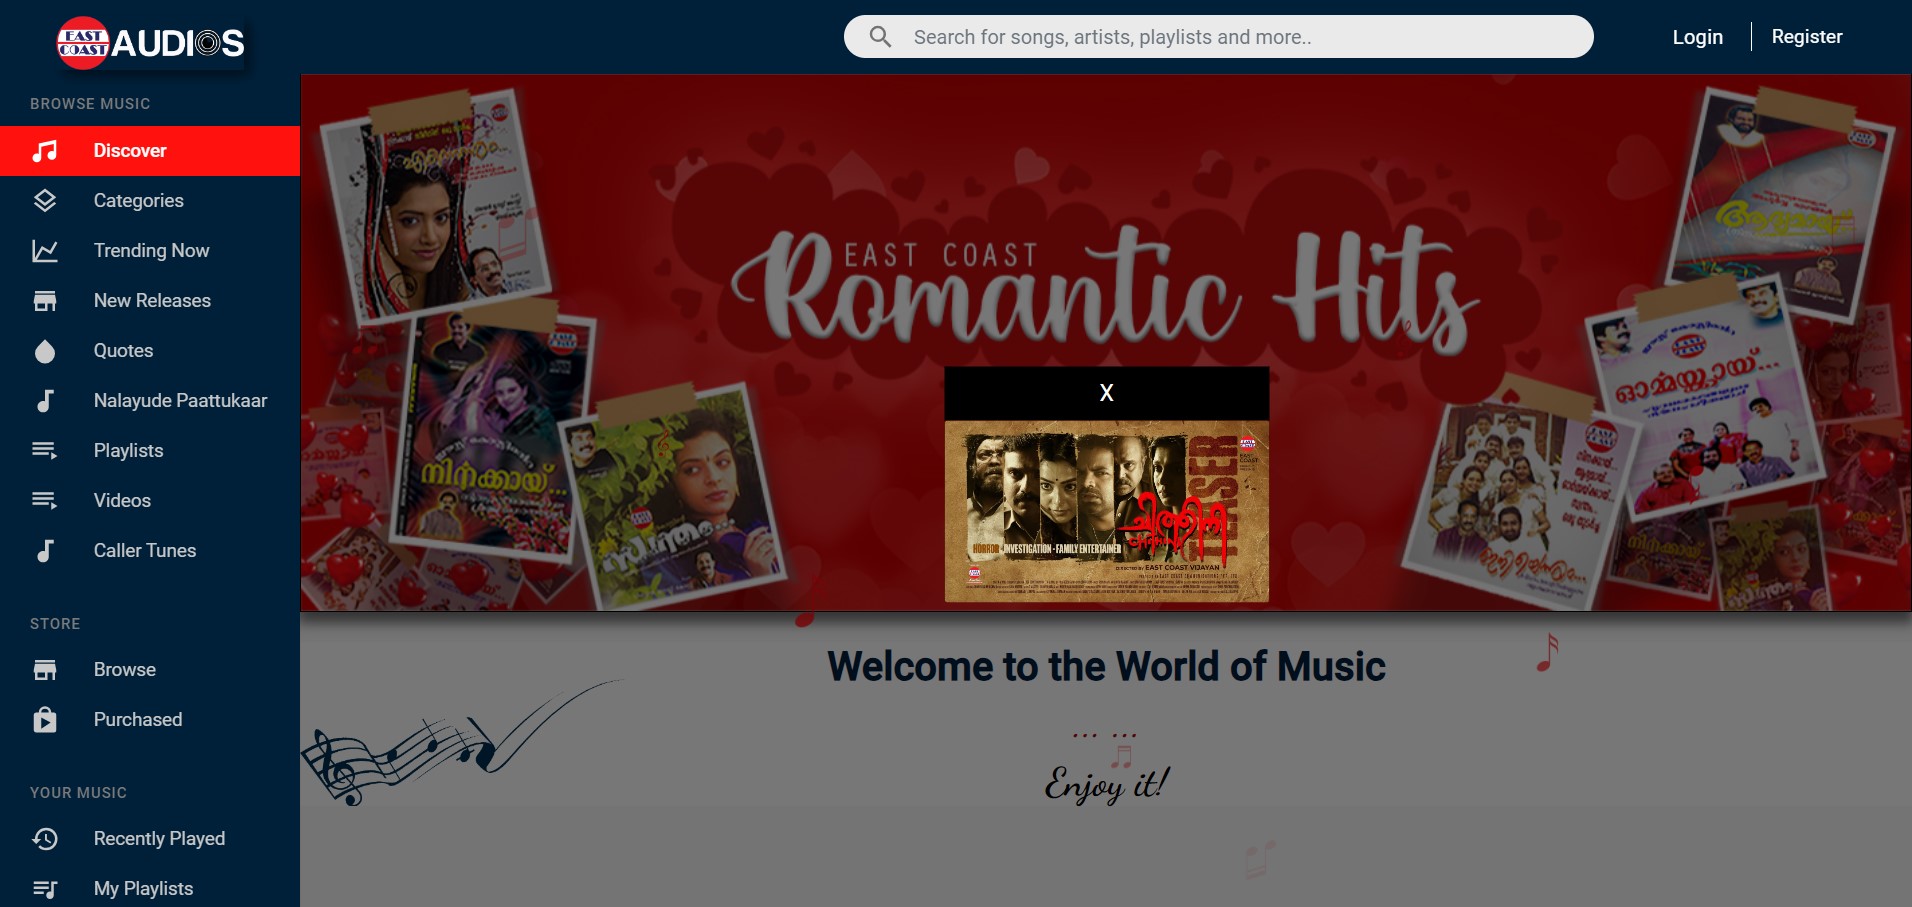 EAST COAST AUDIOS
Search for songs, artists, playlists and more..
Login
Register
BROWSE MUSIC
Discover
Categories
Trending Now
New Releases
Quotes
Nalayude Paattukaar
Playlists
Videos
Caller Tunes
STORE
Browse
Purchased
YOUR MUSIC
Recently Played
My Playlists
EAST COAST
Romantic Hits
നിനക്കായ്...
ഓർമ്മയ്ക്കായ്...
X
TEASER
ചിത്തിനി
HORROR - INVESTIGATION - FAMILY ENTERTAINER
DIRECTED BY EAST COAST VIJAYAN
Welcome to the World of Music
... ...
Enjoy it!